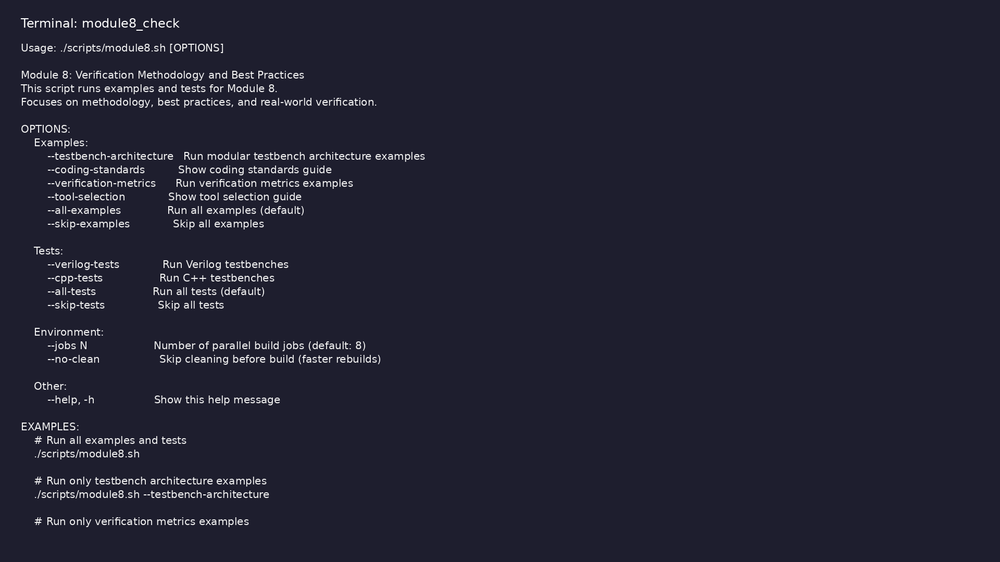 Terminal: module8_check
Usage: ./scripts/module8.sh [OPTIONS]
Module 8: Verification Methodology and Best Practices
This script runs examples and tests for Module 8.
Focuses on methodology, best practices, and real-world verification.
OPTIONS:
Examples:
--testbench-architecture   Run modular testbench architecture examples
--coding-standards          Show coding standards guide
--verification-metrics      Run verification metrics examples
--tool-selection             Show tool selection guide
--all-examples              Run all examples (default)
--skip-examples             Skip all examples
Tests:
--verilog-tests             Run Verilog testbenches
--cpp-tests                 Run C++ testbenches
--all-tests                 Run all tests (default)
--skip-tests                Skip all tests
Environment:
--jobs N                    Number of parallel build jobs (default: 8)
--no-clean                  Skip cleaning before build (faster rebuilds)
Other:
--help, -h                  Show this help message
EXAMPLES:
# Run all examples and tests
./scripts/module8.sh
# Run only testbench architecture examples
./scripts/module8.sh --testbench-architecture
# Run only verification metrics examples